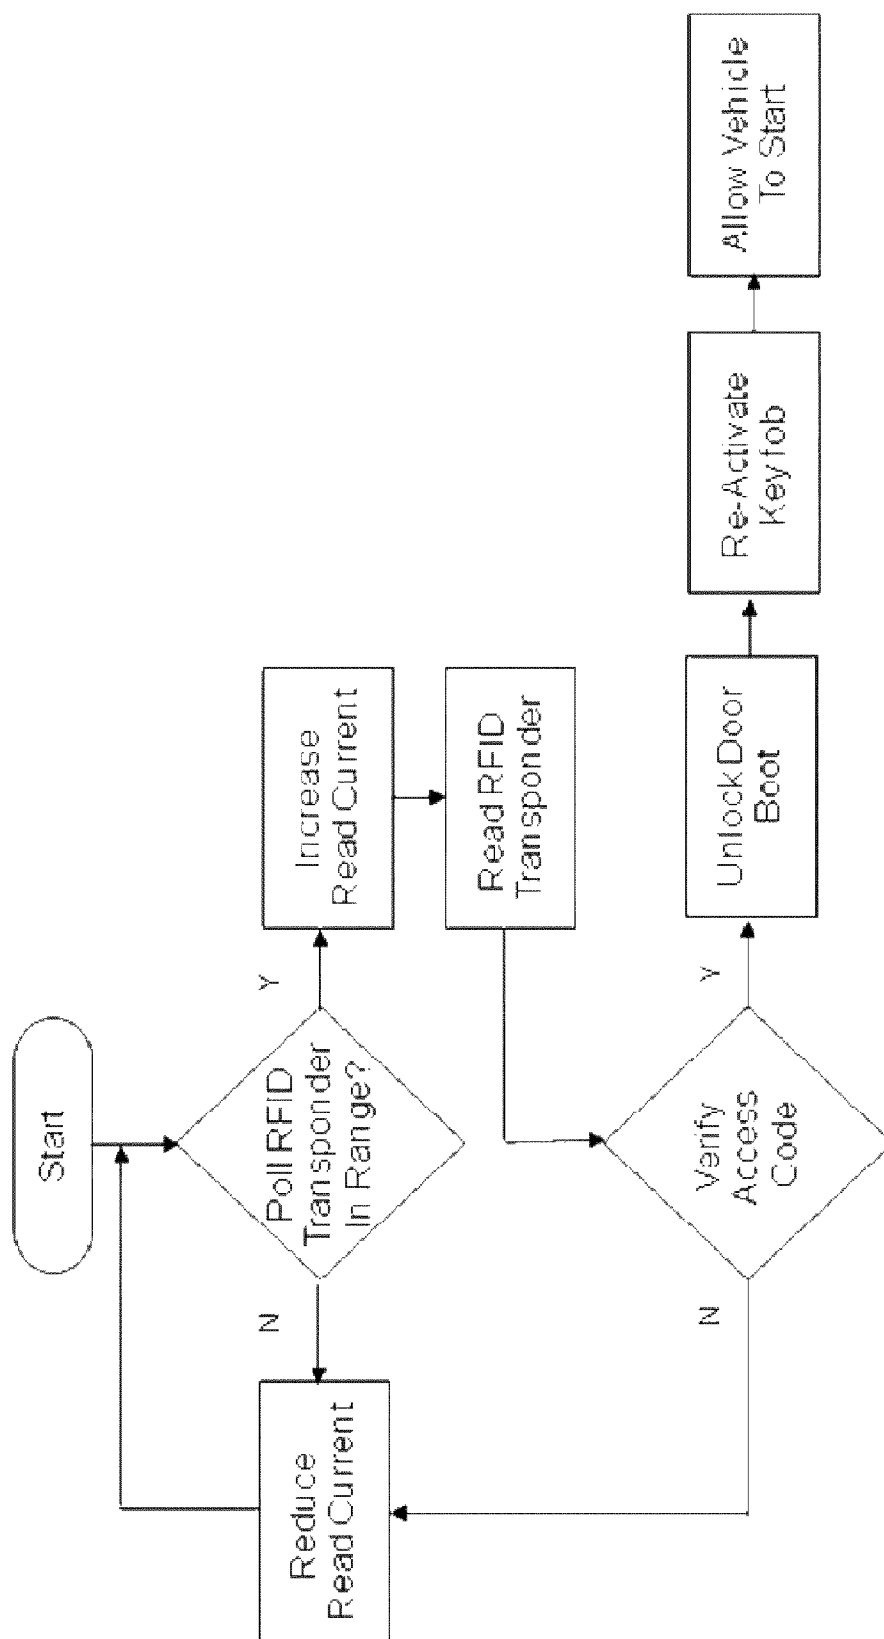 Start
Poll RFID
Transponder
In Range?
N
Y
Reduce
Read Current
Increase
Read Current
Read RFID
Transponder
Verify
Access
Code
N
Y
Unlock Door
Boot
Re-Activate
Keyfob
Allow Vehicle
To Start